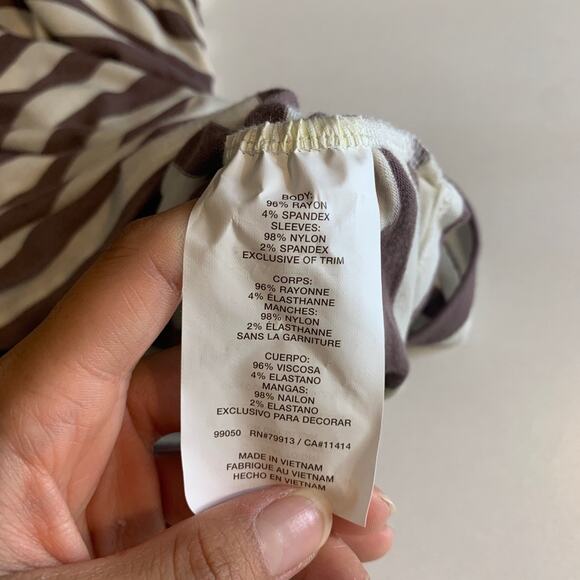 BODY:
96% RAYON
4% SPANDEX
SLEEVES:
98% NYLON
2% SPANDEX
EXCLUSIVE OF TRIM
CORPS:
96% RAYONNE
4% ÉLASTHANNE
MANCHES:
98% NYLON
2% ÉLASTHANNE
SANS LA GARNITURE
CUERPO:
96% VISCOSA
4% ELASTANO
MANGAS:
98% NAILON
2% ELASTANO
EXCLUSIVO PARA DECORAR
99050 RN#79913 / CA#11414
MADE IN VIETNAM
FABRIQUE AU VIETNAM
HECHO EN VIETNAM